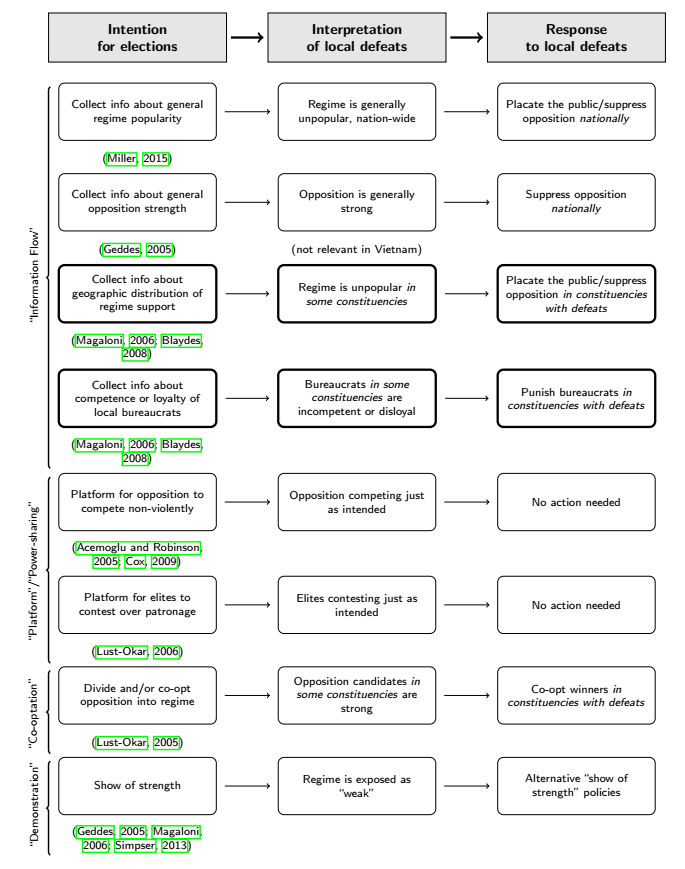 Intention
for elections
Interpretation
of local defeats
Response
to local defeats
"Information Flow"
Collect info about general
regime popularity
Regime is generally
unpopular, nation-wide
Placate the public/suppress
opposition nationally
(Miller, 2015)
Collect info about general
opposition strength
Opposition is generally
strong
Suppress opposition
nationally
(Geddes, 2005)
(not relevant in Vietnam)
Collect info about
geographic distribution of
regime support
Regime is unpopular in
some constituencies
Placate the public/suppress
opposition in constituencies
with defeats
(Magaloni, 2006; Blaydes,
2008)
Collect info about
competence or loyalty of
local bureaucrats
Bureaucrats in some
constituencies are
incompetent or disloyal
Punish bureaucrats in
constituencies with defeats
(Magaloni, 2006; Blaydes,
2008)
"Platform"/"Power-sharing"
Platform for opposition to
compete non-violently
Opposition competing just
as intended
No action needed
(Acemoglu and Robinson,
2005; Cox, 2009)
Platform for elites to
contest over patronage
Elites contesting just as
intended
No action needed
(Lust-Okar, 2006)
"Co-optation"
Divide and/or co-opt
opposition into regime
Opposition candidates in
some constituencies are
strong
Co-opt winners in
constituencies with defeats
(Lust-Okar, 2005)
"Demonstration"
Show of strength
Regime is exposed as
"weak"
Alternative "show of
strength" policies
(Geddes, 2005; Magaloni,
2006; Simpser, 2013)